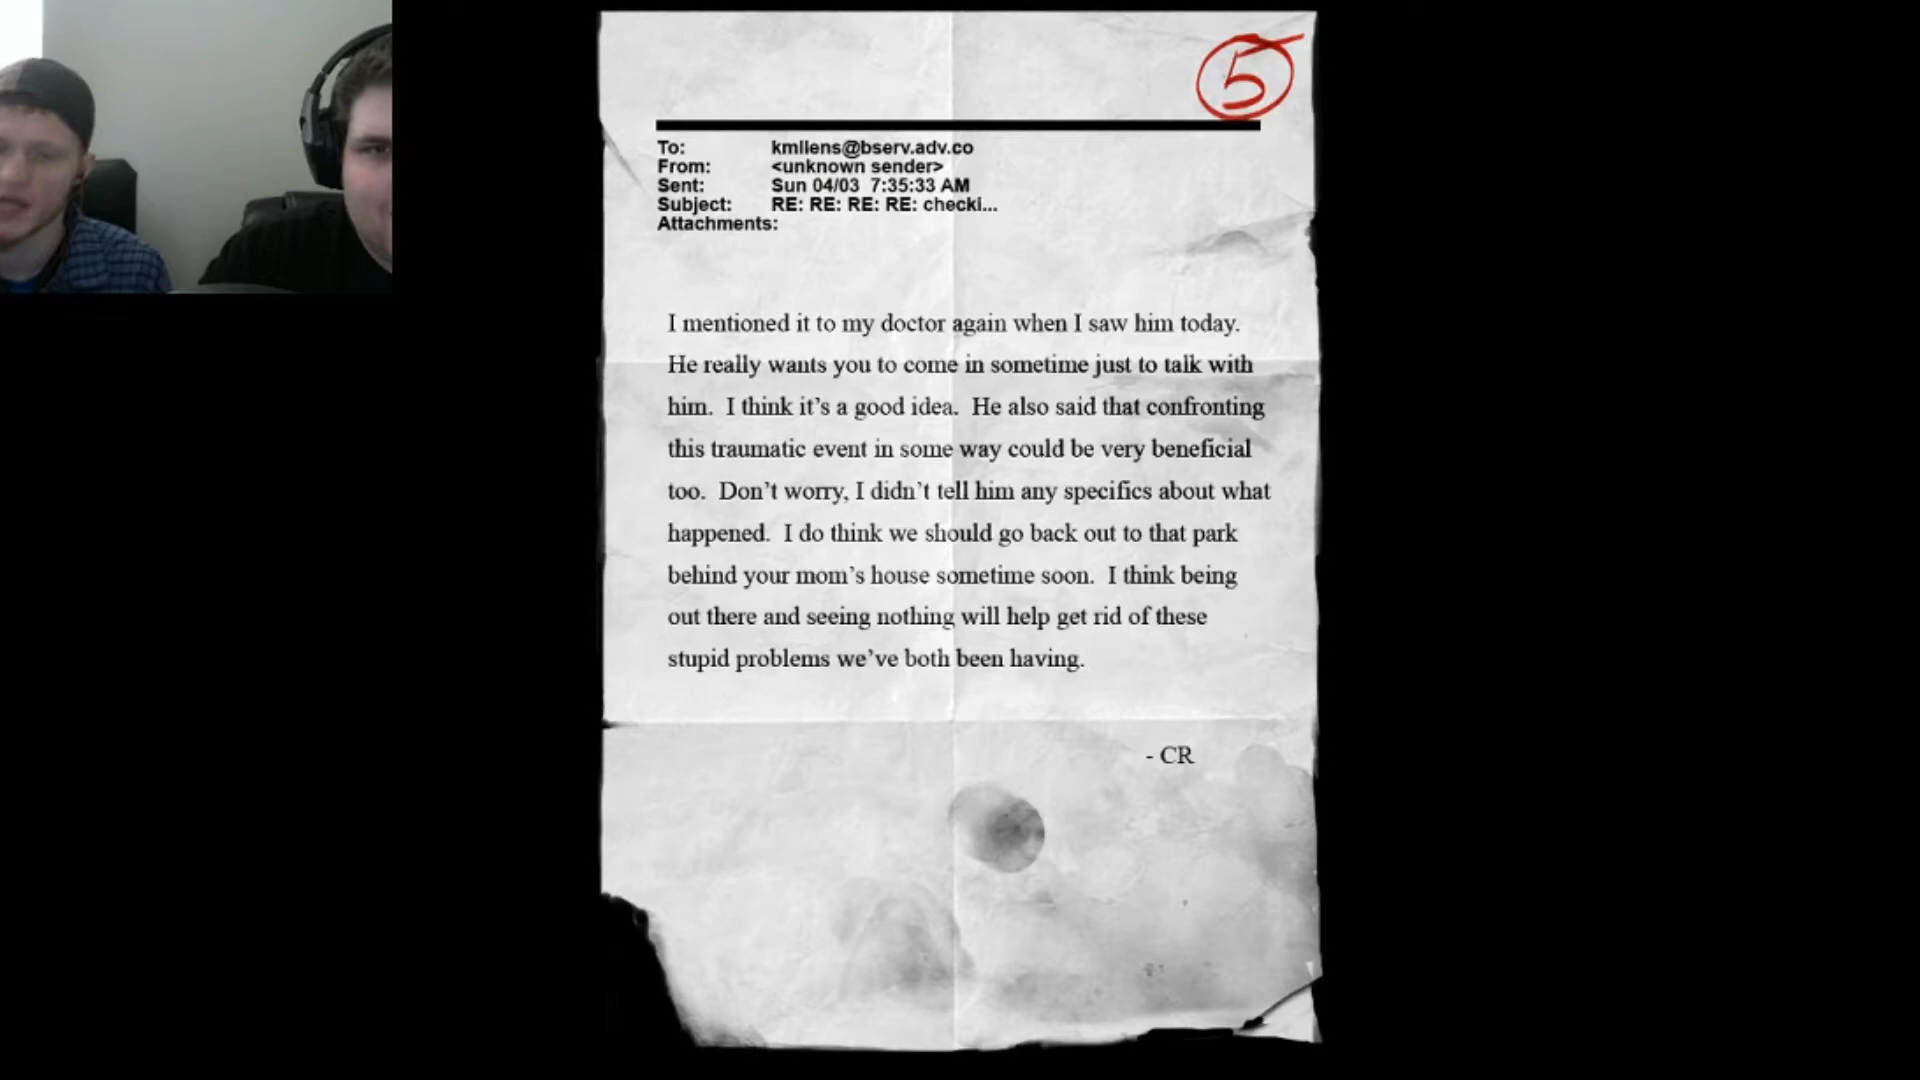 5
To: kmllens@bserv.adv.co
From: <unknown sender>
Sent: Sun 04/03 7:35:33 AM
Subject: RE: RE: RE: RE: checki...
Attachments:
I mentioned it to my doctor again when I saw him today.
He really wants you to come in sometime just to talk with
him.  I think it's a good idea.  He also said that confronting
this traumatic event in some way could be very beneficial
too.  Don't worry, I didn't tell him any specifics about what
happened.  I do think we should go back out to that park
behind your mom's house sometime soon.  I think being
out there and seeing nothing will help get rid of these
stupid problems we've both been having.
- CR